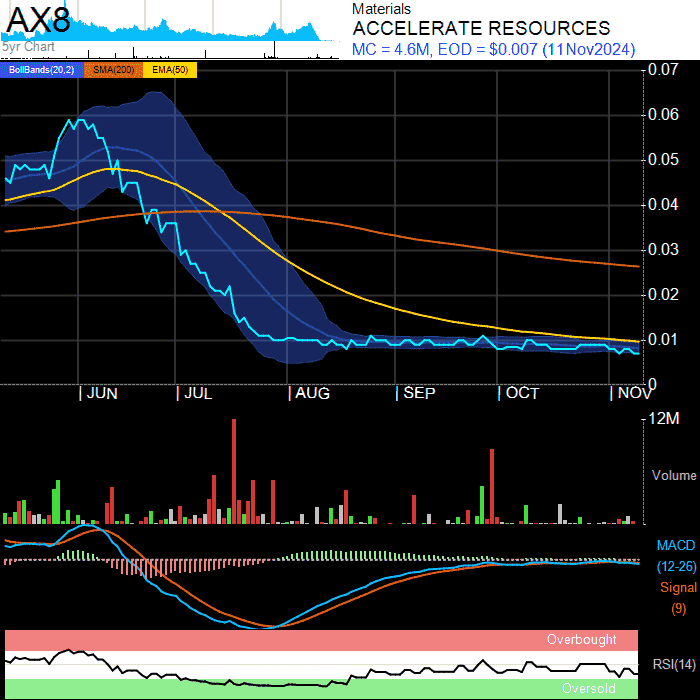 AX8
5yr Chart
Materials
ACCELERATE RESOURCES
MC = 4.6M, EOD = $0.007 (11Nov2024)
BollBands(20,2) SMA(200) EMA(50)
0.07
0.06
0.05
0.04
0.03
0.02
0.01
0
JUN JUL AUG SEP OCT NOV
12M
Volume
MACD
(12-26)
Signal
(9)
Overbought
RSI(14)
Oversold